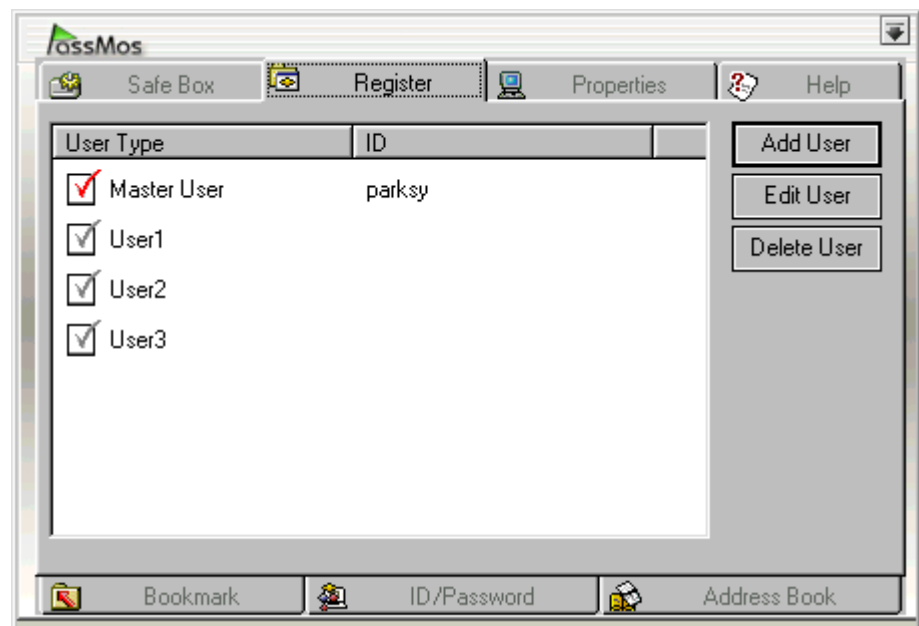 PassMos
Safe Box Register Properties Help
User Type ID
Master User parksy
User1
User2
User3
Add User
Edit User
Delete User
Bookmark ID/Password Address Book